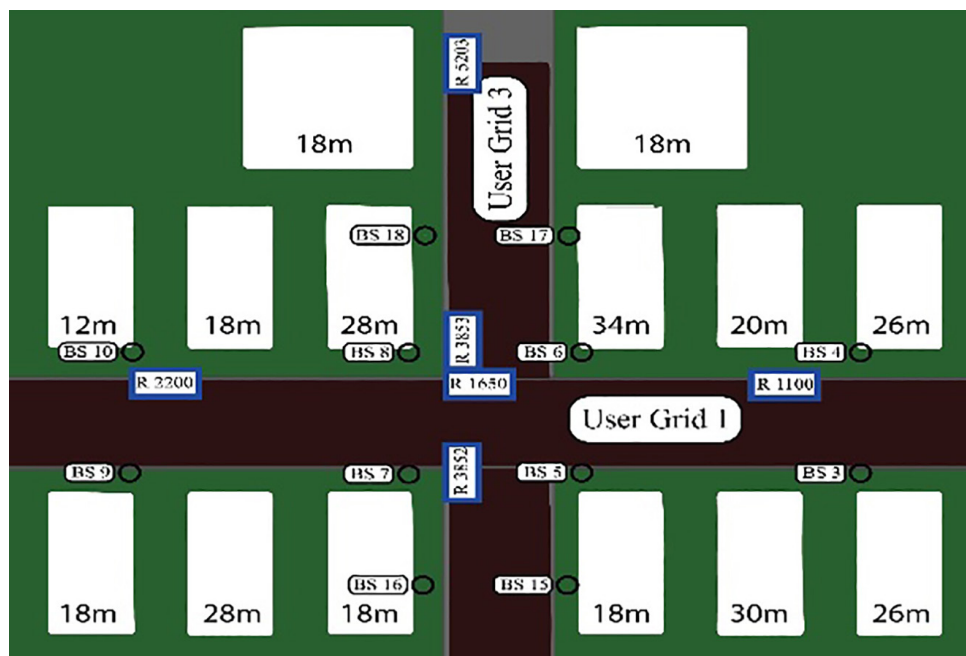 R 5203
User Grid 3
18m
18m
BS 18
BS 17
12m
18m
28m
34m
20m
26m
BS 10
BS 8
R 3853
BS 6
BS 4
R 2200
R 1650
R 1100
User Grid 1
BS 9
BS 7
R 3852
BS 5
BS 3
BS 16
BS 15
18m
28m
18m
18m
30m
26m